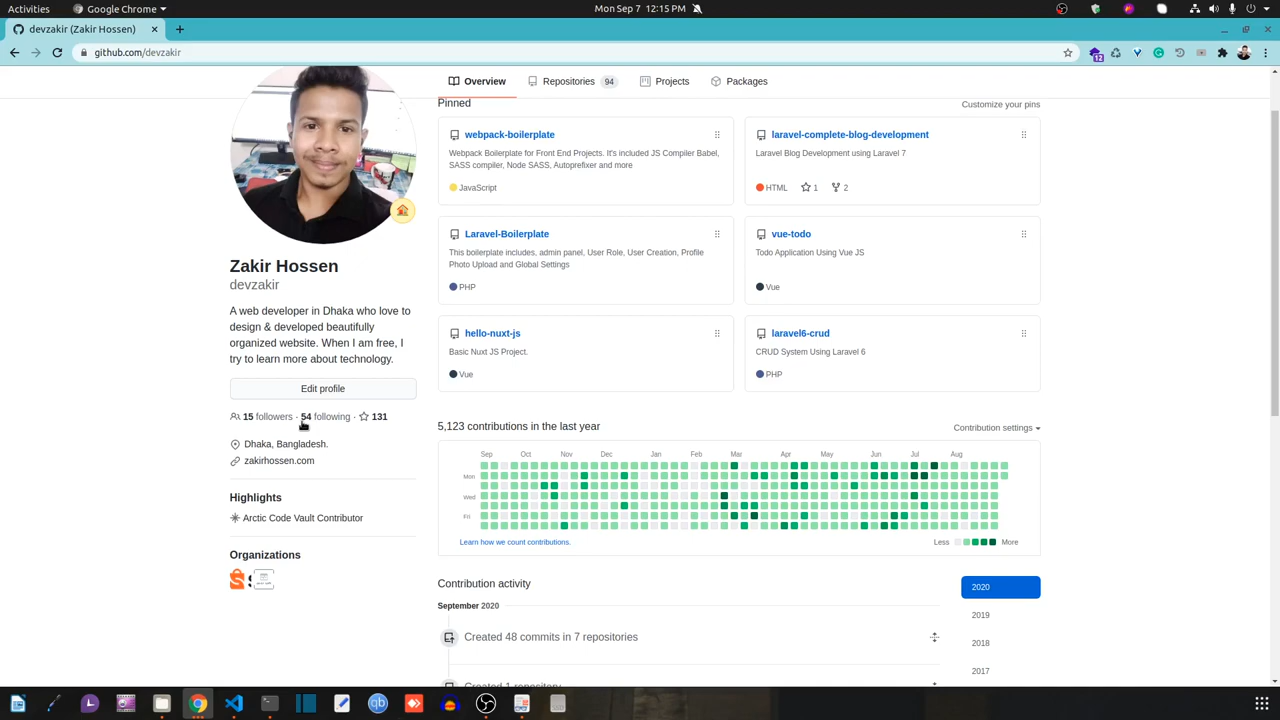 Activities
Google Chrome
Mon Sep 7 12:15 PM
devzakir (Zakir Hossen)
github.com/devzakir
12
Overview
Repositories 94
Projects
Packages
Pinned
Customize your pins
webpack-boilerplate
Webpack Boilerplate for Front End Projects. It's included JS Compiler Babel,
SASS compiler, Node SASS, Autoprefixer and more
JavaScript
laravel-complete-blog-development
Laravel Blog Development using Laravel 7
HTML 1 2
Laravel-Boilerplate
This boilerplate includes, admin panel, User Role, User Creation, Profile
Photo Upload and Global Settings
PHP
vue-todo
Todo Application Using Vue JS
Vue
hello-nuxt-js
Basic Nuxt JS Project.
Vue
laravel6-crud
CRUD System Using Laravel 6
PHP
Zakir Hossen
devzakir
A web developer in Dhaka who love to
design & developed beautifully
organized website. When I am free, I
try to learn more about technology.
Edit profile
15 followers · 54 following · 131
Dhaka, Bangladesh.
zakirhossen.com
Highlights
Arctic Code Vault Contributor
Organizations
5,123 contributions in the last year
Contribution settings
Sep Oct Nov Dec Jan Feb Mar Apr May Jun Jul Aug
Mon
Wed
Fri
Learn how we count contributions.
Less More
Contribution activity
2020
2019
2018
2017
September 2020
Created 48 commits in 7 repositories
Created 1 repository